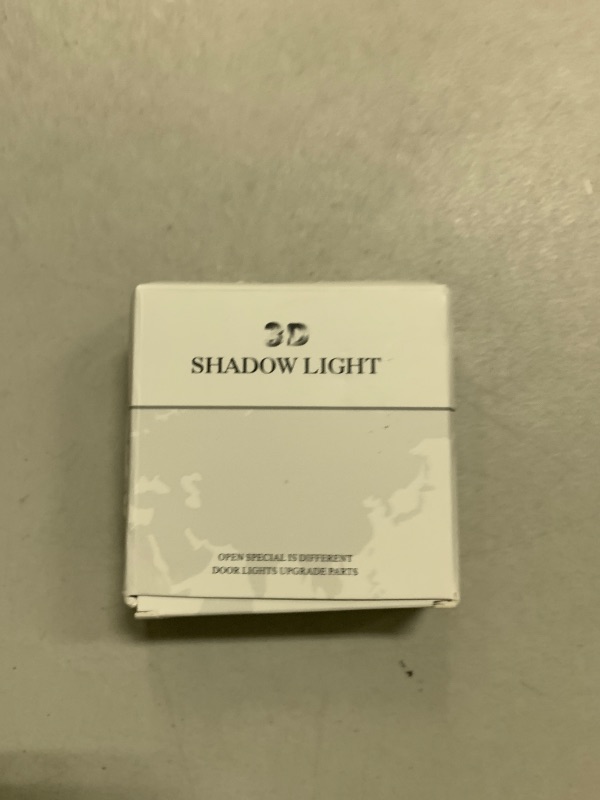 3D
SHADOW LIGHT
OPEN SPECIAL IS DIFFERENT
DOOR LIGHTS UPGRADE PARTS